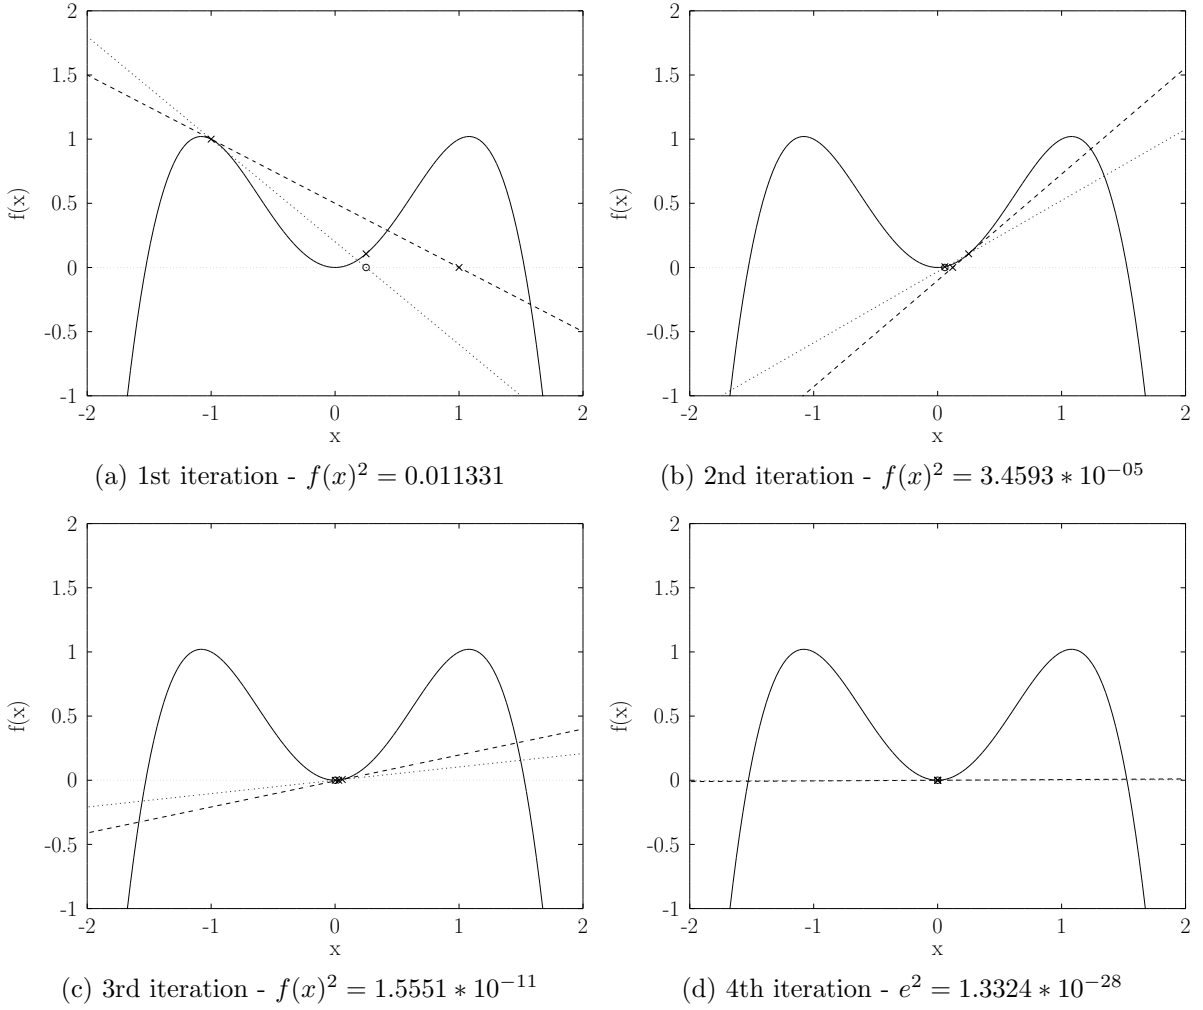 2
1.5
1
0.5
0
-0.5
-1
f(x)
-2 -1 0 1 2
x
(a) 1st iteration - f(x)² = 0.011331
2
1.5
1
0.5
0
-0.5
-1
f(x)
-2 -1 0 1 2
x
(b) 2nd iteration - f(x)² = 3.4593 ∗ 10⁻⁰⁵
2
1.5
1
0.5
0
-0.5
-1
f(x)
-2 -1 0 1 2
x
(c) 3rd iteration - f(x)² = 1.5551 ∗ 10⁻¹¹
2
1.5
1
0.5
0
-0.5
-1
f(x)
-2 -1 0 1 2
x
(d) 4th iteration - e² = 1.3324 ∗ 10⁻²⁸